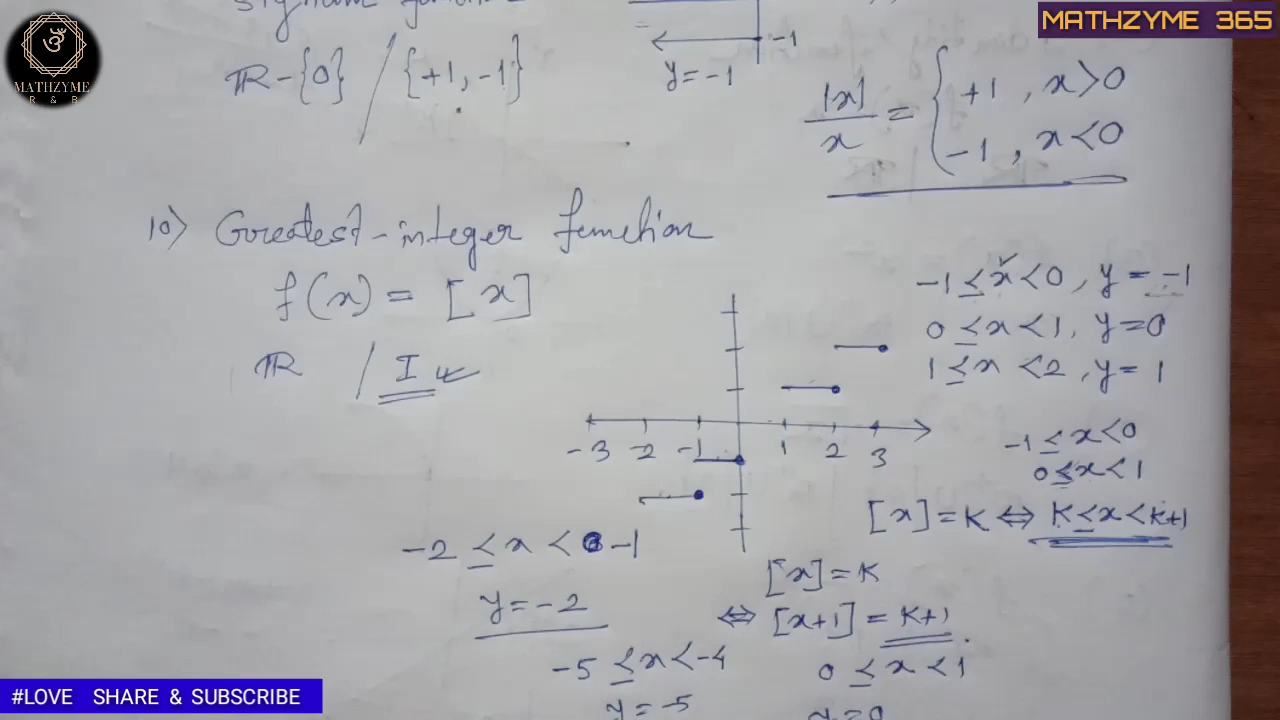 MATHZYME 365
ॐ
MATHZYME
R & B
Signum
ℝ-{0} / {+1, -1}
-1
y=-1
|x|/x = { +1, x>0
-1, x<0
10) Greatest-integer function
f(x) = [x]
ℝ / I
-1 ≤ x < 0, y = -1
0 ≤ x < 1, y=0
1 ≤ x < 2, y= 1
-3 -2 -1 1 2 3
-1 ≤ x < 0
0 ≤ x < 1
[x] = K ⇔ K ≤ x < K+1
-2 ≤ x < -1
y=-2
[x] = K
⇔ [x+1] = K+1.
-5 ≤ x < -4
y = -5
0 ≤ x < 1
y=0
#LOVE SHARE & SUBSCRIBE